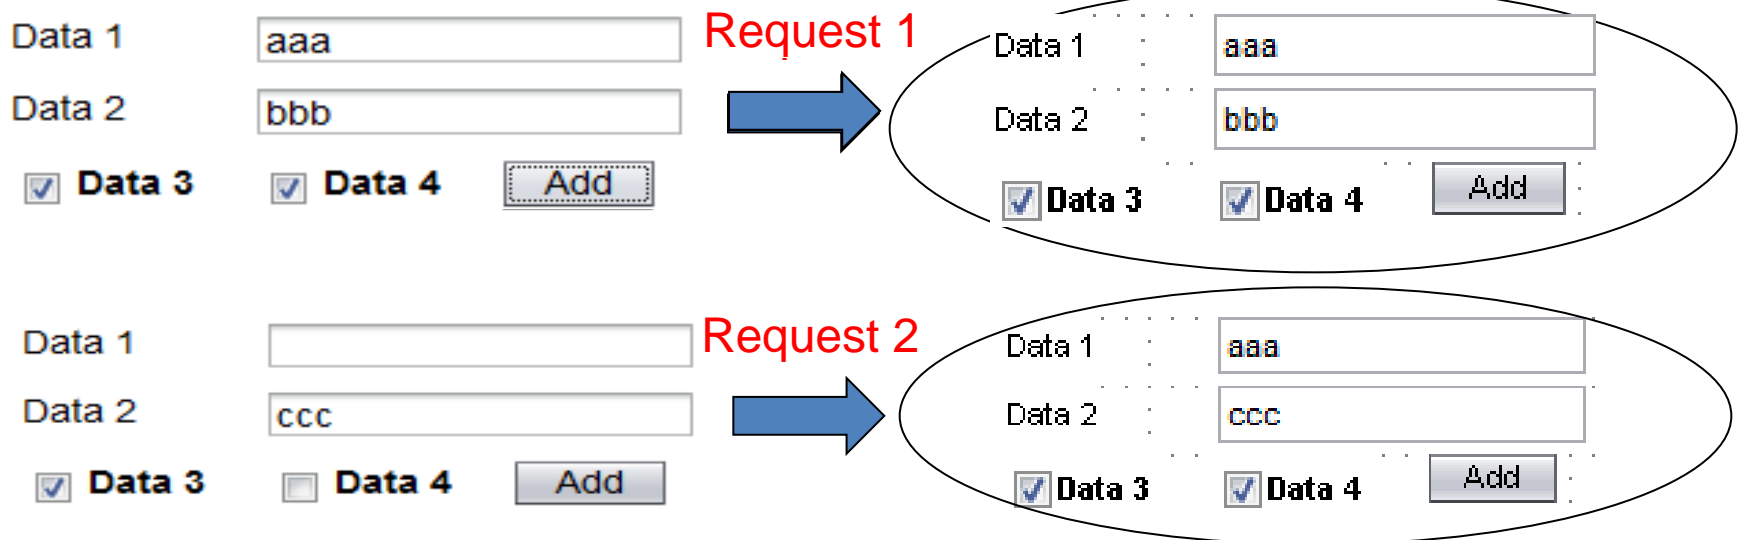 Data 1 aaa Request 1 Data 1 aaa
Data 2 bbb Data 2 bbb
Data 3 Data 4 Add Data 3 Data 4 Add
Data 1 Request 2 Data 1 aaa
Data 2 ccc Data 2 ccc
Data 3 Data 4 Add Data 3 Data 4 Add